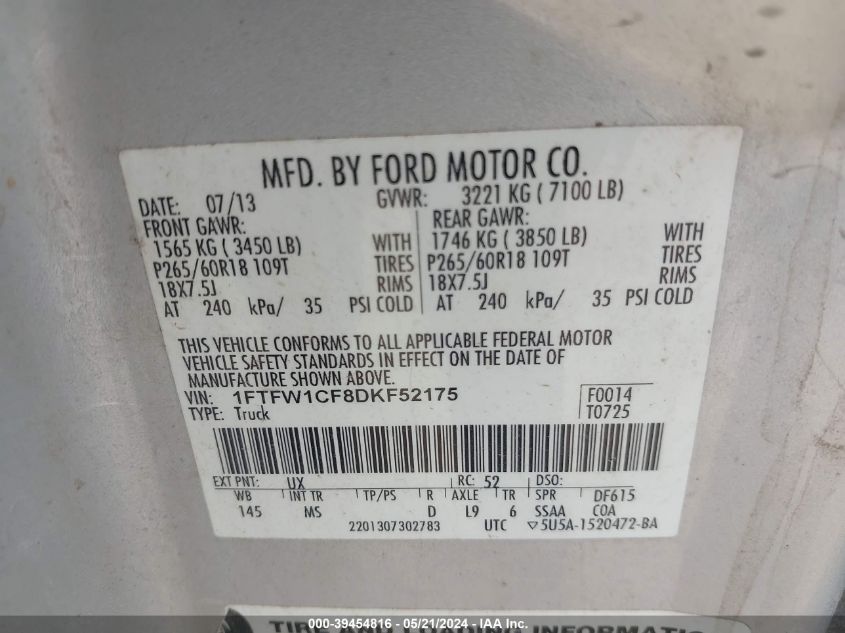 MFD. BY FORD MOTOR CO.
DATE: 07/13 GVWR: 3221 KG ( 7100 LB)
FRONT GAWR: REAR GAWR:
1565 KG ( 3450 LB) WITH 1746 KG ( 3850 LB) WITH
P265/60R18 109T TIRES P265/60R18 109T TIRES
18X7.5J RIMS 18X7.5J RIMS
AT 240 kPa/ 35 PSI COLD AT 240 kPa/ 35 PSI COLD
THIS VEHICLE CONFORMS TO ALL APPLICABLE FEDERAL MOTOR
VEHICLE SAFETY STANDARDS IN EFFECT ON THE DATE OF
MANUFACTURE SHOWN ABOVE.
VIN: 1FTFW1CF8DKF52175 F0014
TYPE: Truck T0725
EXT PNT: UX RC: 52 DSO:
WB INT TR TP/PS R AXLE TR SPR DF615
145 MS D L9 6 SSAA COA
2201307302783 UTC ▽5U5A-1520472-BA
TIRE AND LOADING INFORMATION
000-39454816 - 05/21/2024 - IAA Inc.